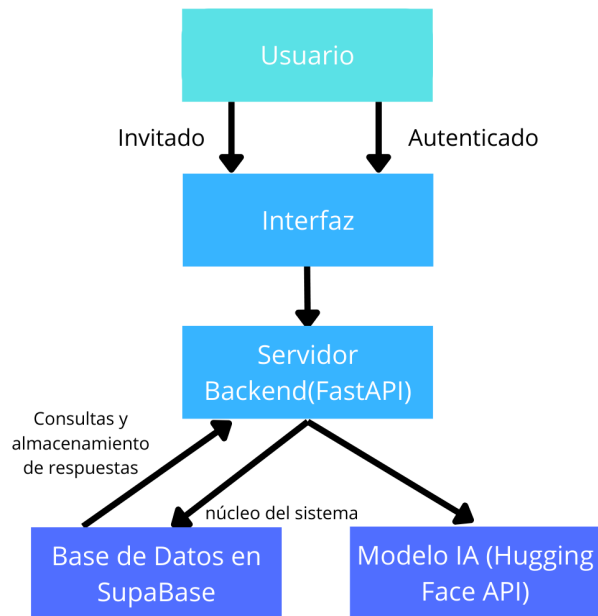 Usuario
Invitado
Autenticado
Interfaz
Servidor
Backend(FastAPI)
Consultas y
almacenamiento
de respuestas
núcleo del sistema
Base de Datos en
SupaBase
Modelo IA (Hugging
Face API)